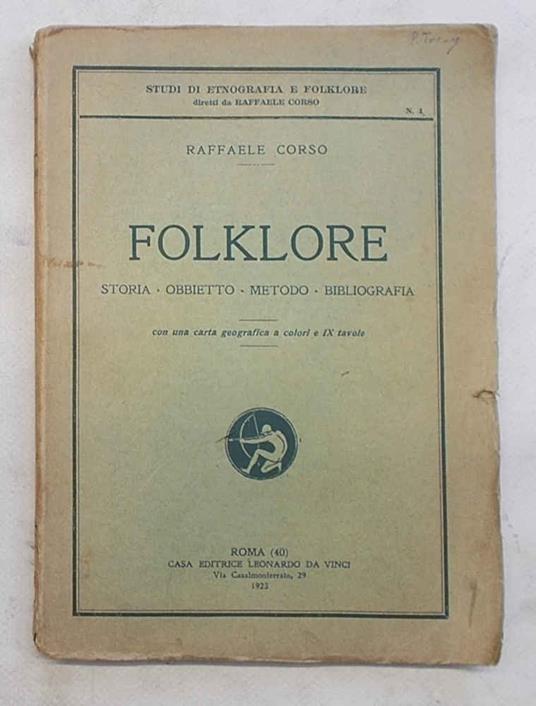 STUDI DI ETNOGRAFIA E FOLKLORE
diretti da RAFFAELE CORSO
N. 1
RAFFAELE CORSO
FOLKLORE
STORIA · OBBIETTO · METODO · BIBLIOGRAFIA
con una carta geografica a colori e IX tavole
ROMA (40)
CASA EDITRICE LEONARDO DA VINCI
Via Casalmonferrato, 29
1923